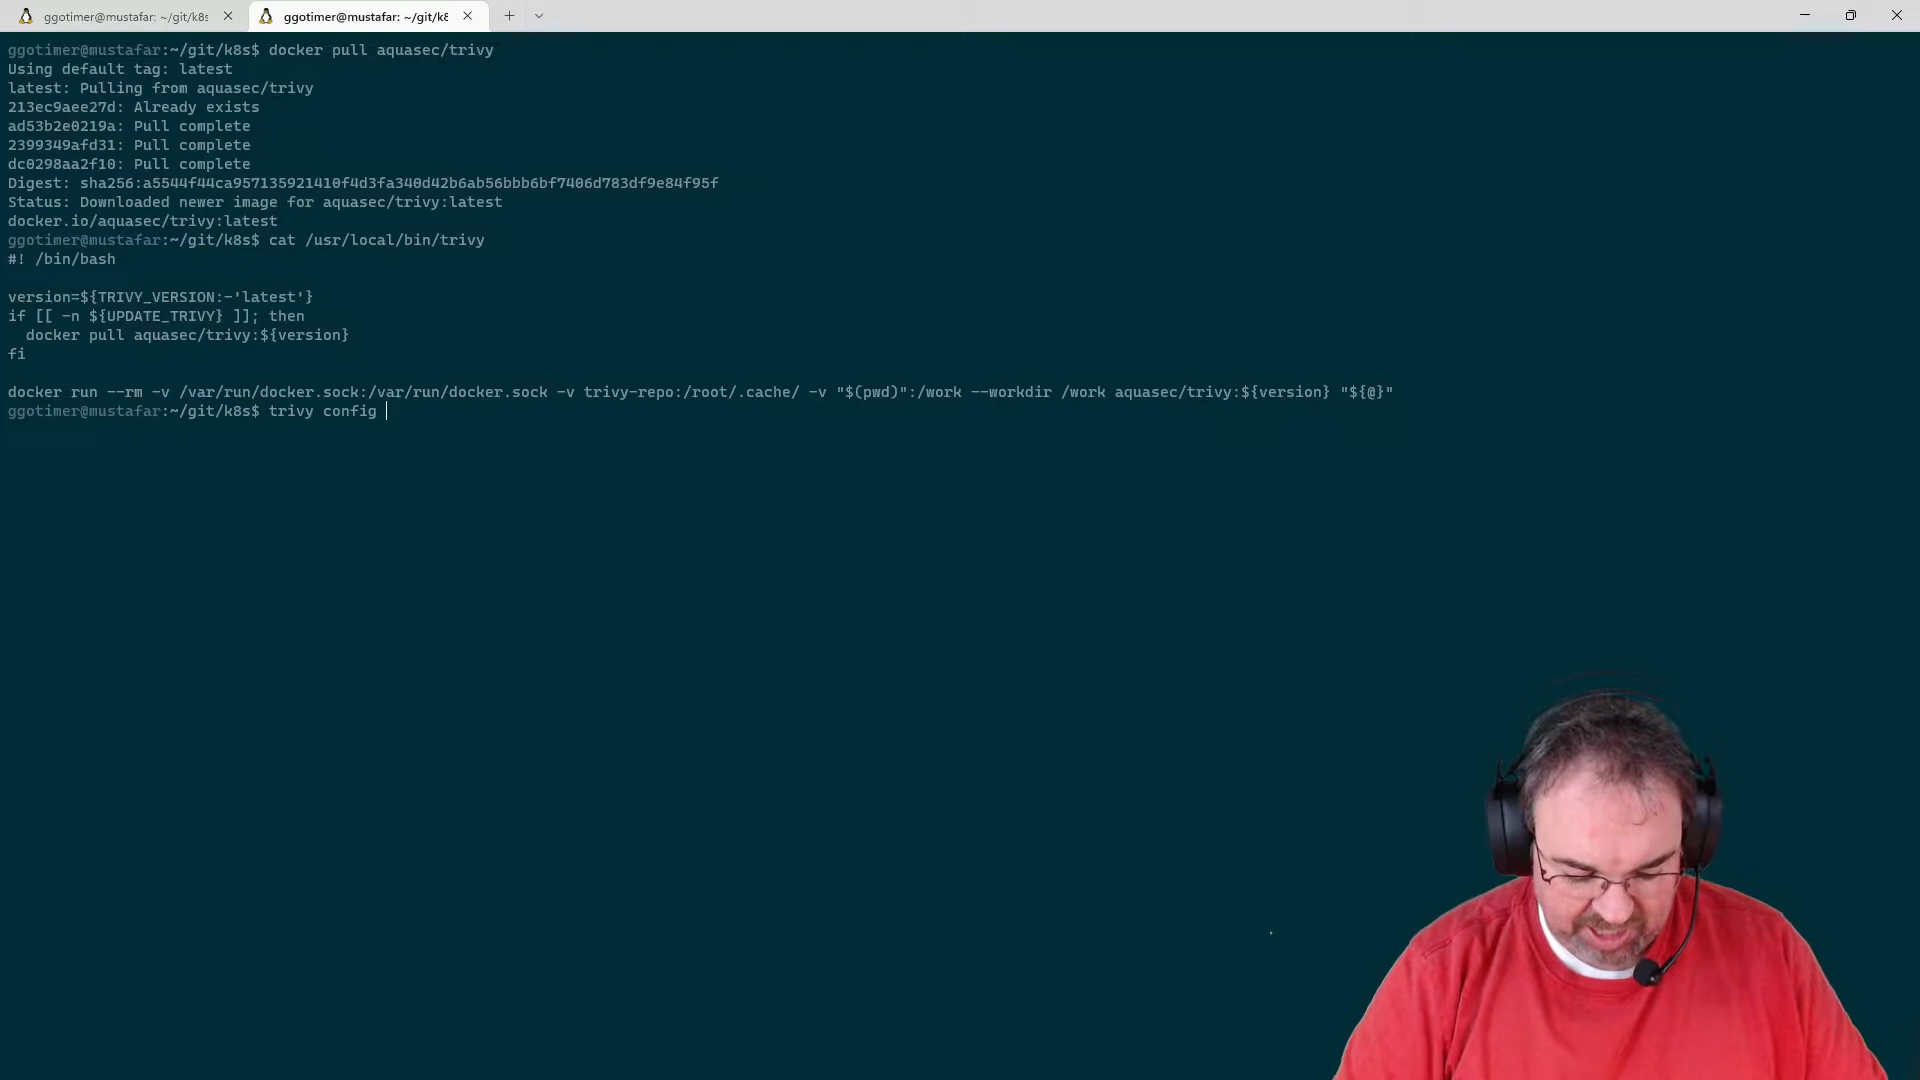 ggotimer@mustafar: ~/git/k8s
ggotimer@mustafar: ~/git/k8
ggotimer@mustafar:~/git/k8s$ docker pull aquasec/trivy
Using default tag: latest
latest: Pulling from aquasec/trivy
213ec9aee27d: Already exists
ad53b2e0219a: Pull complete
2399349afd31: Pull complete
dc0298aa2f10: Pull complete
Digest: sha256:a5544f44ca957135921410f4d3fa340d42b6ab56bbb6bf7406d783df9e84f95f
Status: Downloaded newer image for aquasec/trivy:latest
docker.io/aquasec/trivy:latest
ggotimer@mustafar:~/git/k8s$ cat /usr/local/bin/trivy
#! /bin/bash
version=${TRIVY_VERSION:-'latest'}
if [[ -n ${UPDATE_TRIVY} ]]; then
  docker pull aquasec/trivy:${version}
fi
docker run --rm -v /var/run/docker.sock:/var/run/docker.sock -v trivy-repo:/root/.cache/ -v "$(pwd)":/work --workdir /work aquasec/trivy:${version} "${@}"
ggotimer@mustafar:~/git/k8s$ trivy config